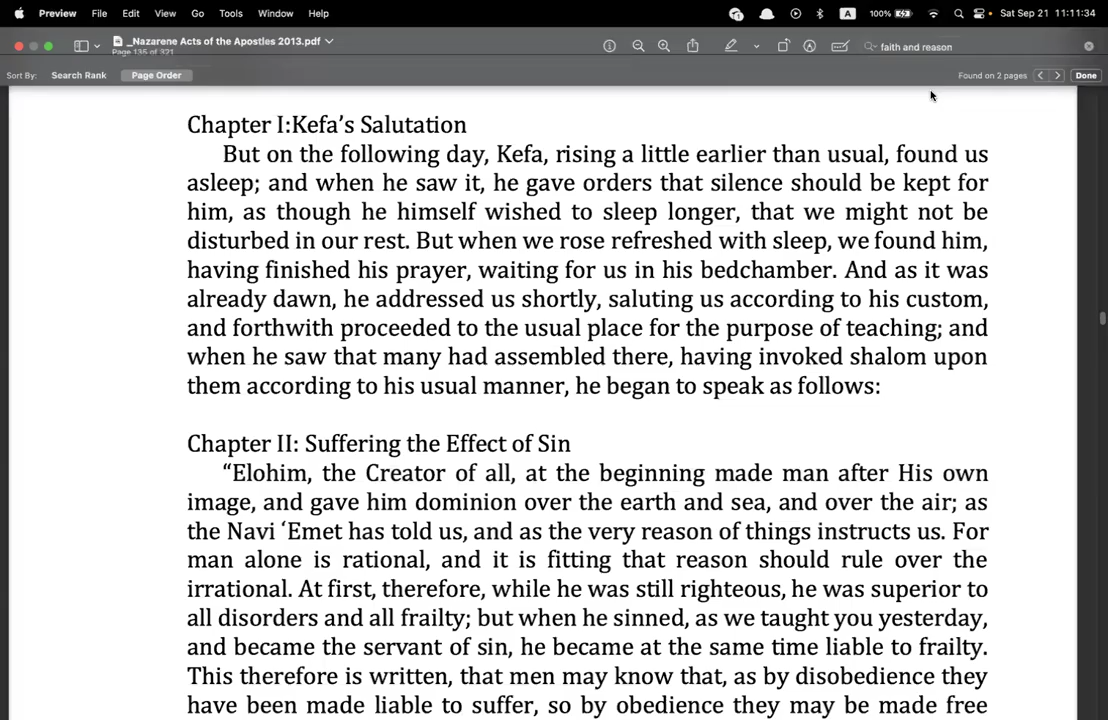 Preview File Edit View Go Tools Window Help A 100% Sat Sep 21 11:11:34
_Nazarene Acts of the Apostles 2013.pdf
Page 135 of 321
faith and reason
Sort By: Search Rank Page Order Found on 2 pages Done
Chapter I:Kefa’s Salutation
But on the following day, Kefa, rising a little earlier than usual, found us
asleep; and when he saw it, he gave orders that silence should be kept for
him, as though he himself wished to sleep longer, that we might not be
disturbed in our rest. But when we rose refreshed with sleep, we found him,
having finished his prayer, waiting for us in his bedchamber. And as it was
already dawn, he addressed us shortly, saluting us according to his custom,
and forthwith proceeded to the usual place for the purpose of teaching; and
when he saw that many had assembled there, having invoked shalom upon
them according to his usual manner, he began to speak as follows:
Chapter II: Suffering the Effect of Sin
“Elohim, the Creator of all, at the beginning made man after His own
image, and gave him dominion over the earth and sea, and over the air; as
the Navi ‘Emet has told us, and as the very reason of things instructs us. For
man alone is rational, and it is fitting that reason should rule over the
irrational. At first, therefore, while he was still righteous, he was superior to
all disorders and all frailty; but when he sinned, as we taught you yesterday,
and became the servant of sin, he became at the same time liable to frailty.
This therefore is written, that men may know that, as by disobedience they
have been made liable to suffer, so by obedience they may be made free